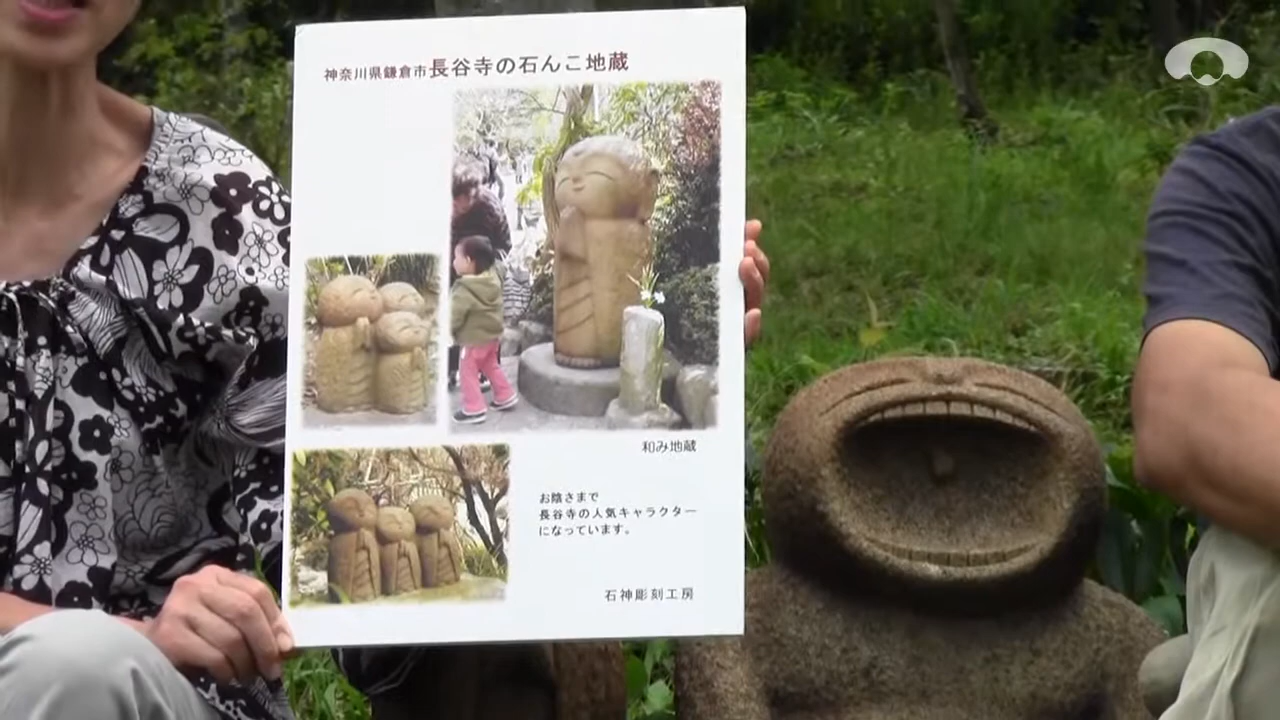 神奈川県鎌倉市長谷寺の石んこ地蔵
和み地蔵
お陰さまで
長谷寺の人気キャラクター
になっています。
石神彫刻工房